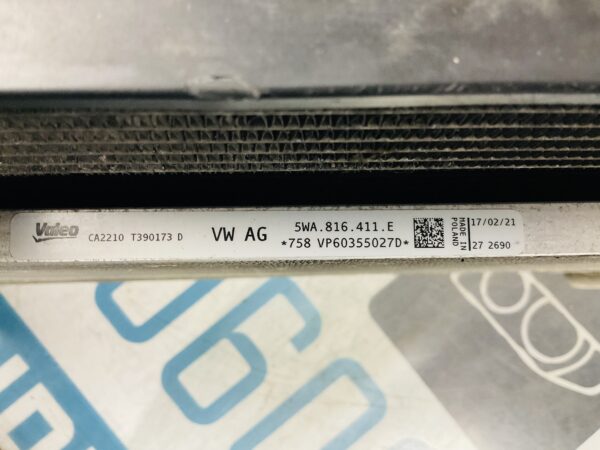 Valeo
CA2210 T390173 D
VW AG
5WA.816.411.E
*758 VP60355027D*
MADE IN
POLAND
17/02/21
27 2690